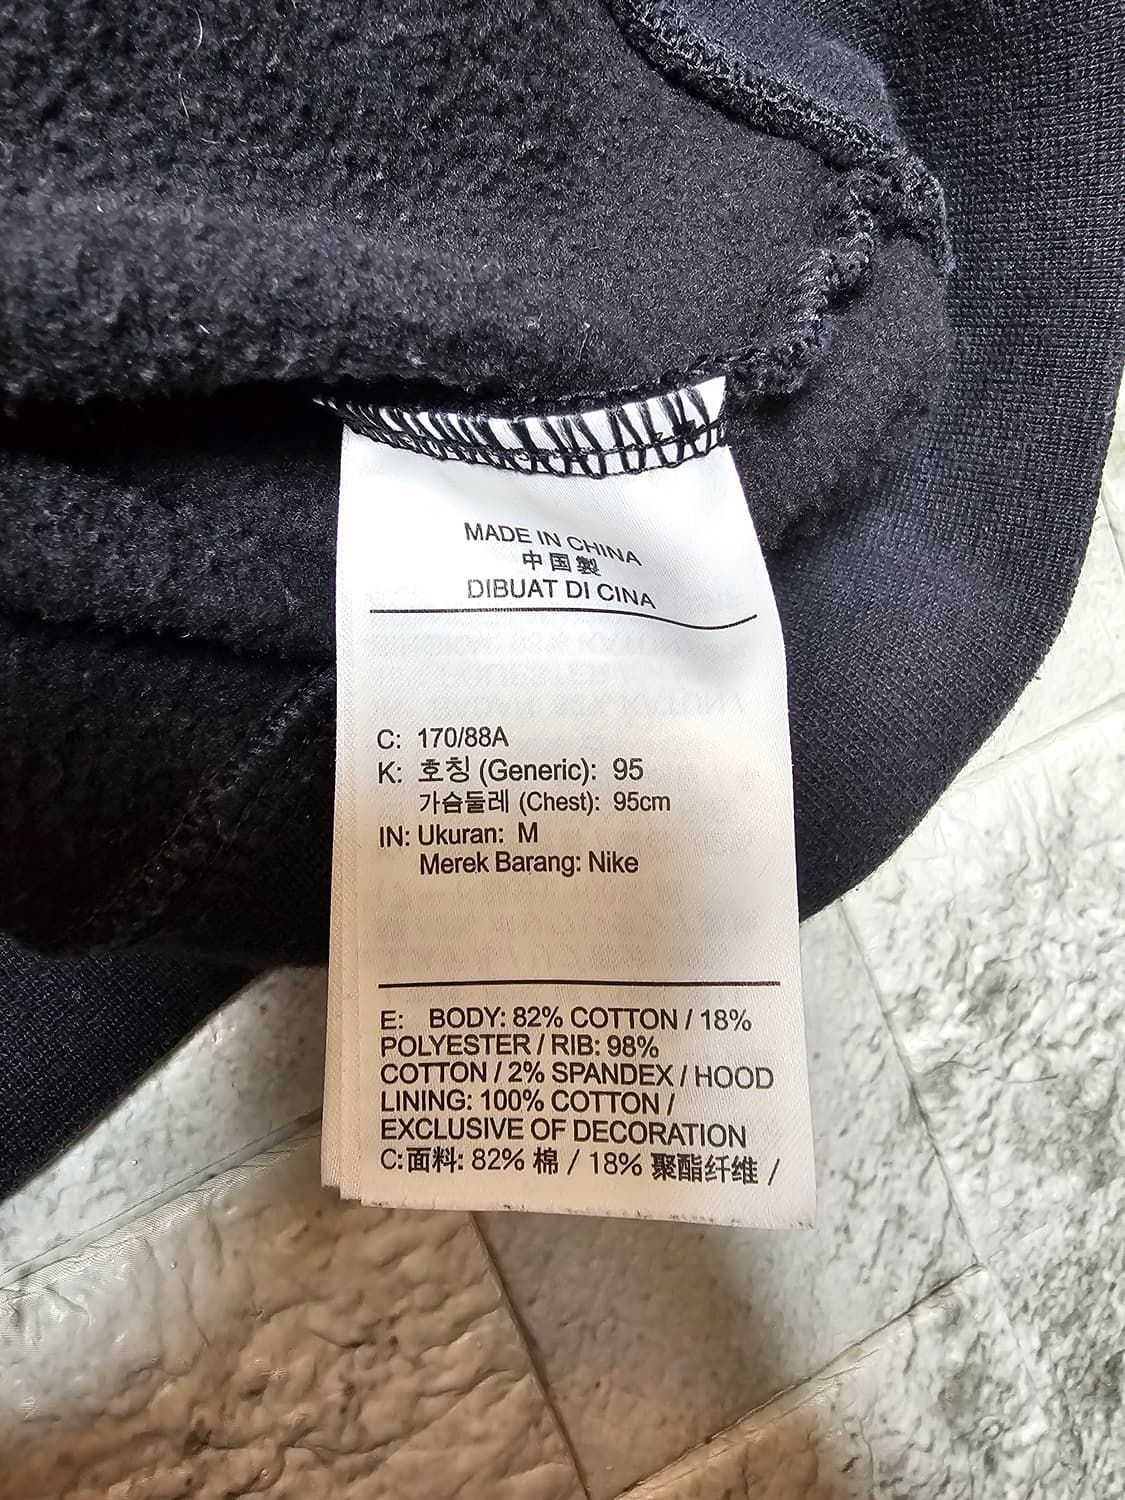 MADE IN CHINA
中国製
DIBUAT DI CINA
C: 170/88A
K: 호칭 (Generic): 95
가슴둘레 (Chest): 95cm
IN: Ukuran: M
Merek Barang: Nike
E: BODY: 82% COTTON / 18%
POLYESTER / RIB: 98%
COTTON / 2% SPANDEX / HOOD
LINING: 100% COTTON /
EXCLUSIVE OF DECORATION
C:面料: 82% 棉 / 18% 聚酯纤维 /